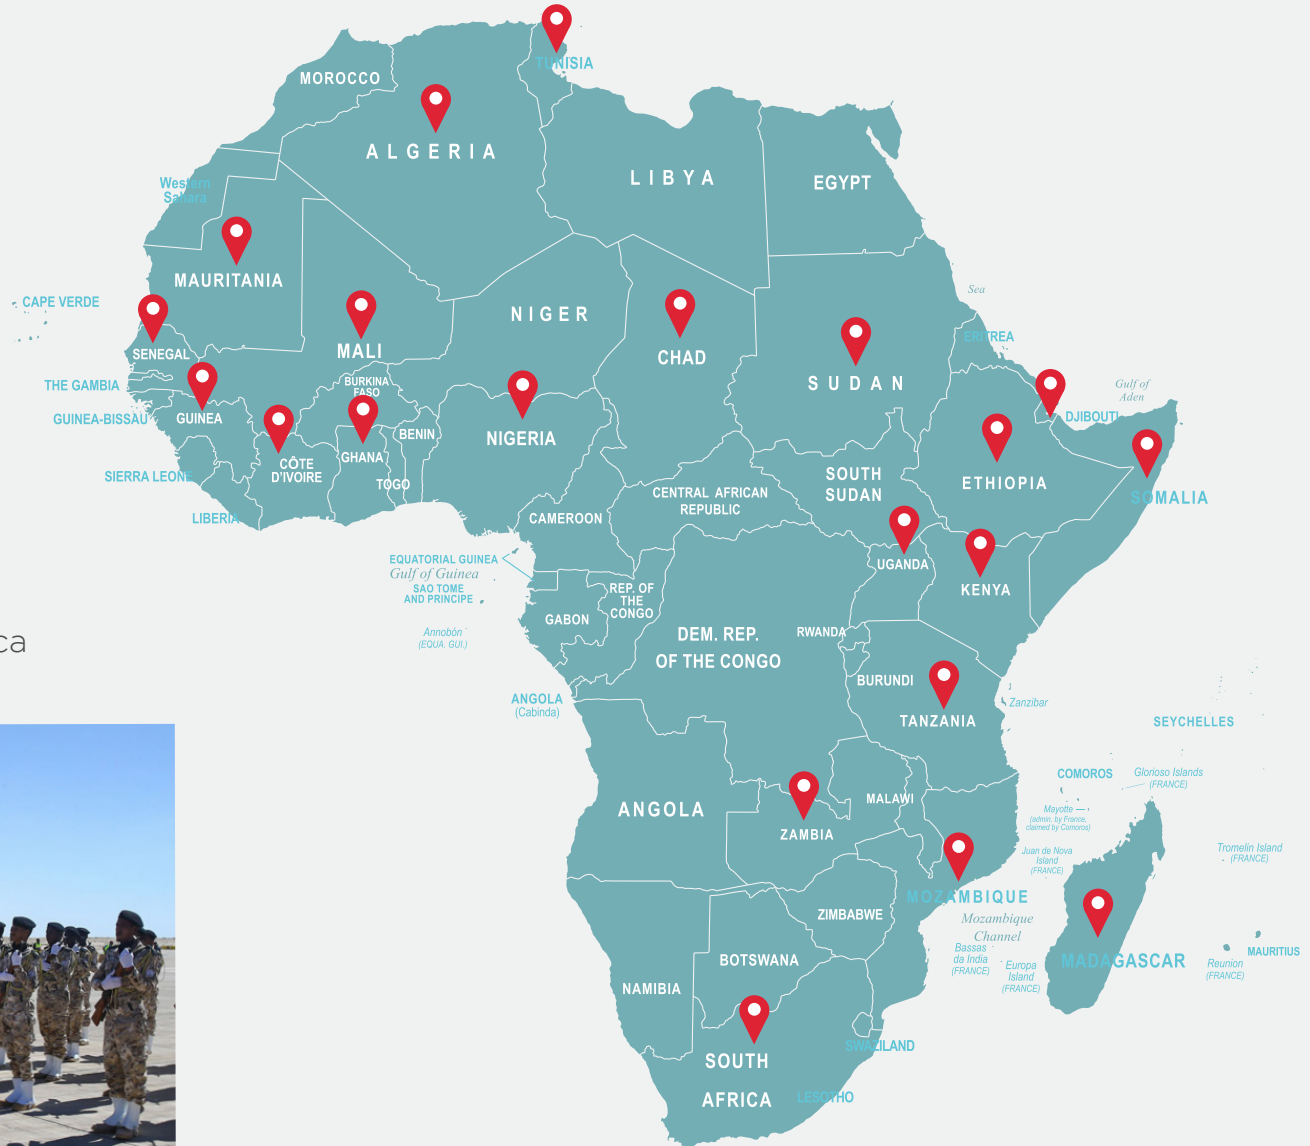 TUNISIA
MOROCCO
ALGERIA
LIBYA
EGYPT
Western
Sahara
MAURITANIA
CAPE VERDE
NIGER
Sea
ERITREA
SENEGAL
MALI
CHAD
SUDAN
THE GAMBIA
BURKINA
FASO
Gulf of
Aden
GUINEA-BISSAU
GUINEA
DJIBOUTI
BENIN
NIGERIA
GHANA
CÔTE
D'IVOIRE
TOGO
SIERRA LEONE
SOUTH
SUDAN
ETHIOPIA
SOMALIA
CENTRAL AFRICAN
REPUBLIC
LIBERIA
CAMEROON
EQUATORIAL GUINEA
Gulf of Guinea
SAO TOME
AND PRINCIPE
UGANDA
KENYA
REP. OF
THE
CONGO
GABON
Annobón
(EQUA. GUI.)
DEM. REP.
OF THE CONGO
RWANDA
ca
BURUNDI
ANGOLA
(Cabinda)
TANZANIA
Zanzibar
SEYCHELLES
COMOROS
Glorioso Islands
(FRANCE)
ANGOLA
MALAWI
Mayotte
(admin. by France,
claimed by Comoros)
ZAMBIA
Juan de Nova
Island
(FRANCE)
Tromelin Island
(FRANCE)
MOZAMBIQUE
Mozambique
Channel
ZIMBABWE
Bassas
da India
(FRANCE)
Europa
Island
(FRANCE)
MADAGASCAR
Reunion
(FRANCE)
MAURITIUS
BOTSWANA
NAMIBIA
SWAZILAND
SOUTH
AFRICA
LESOTHO